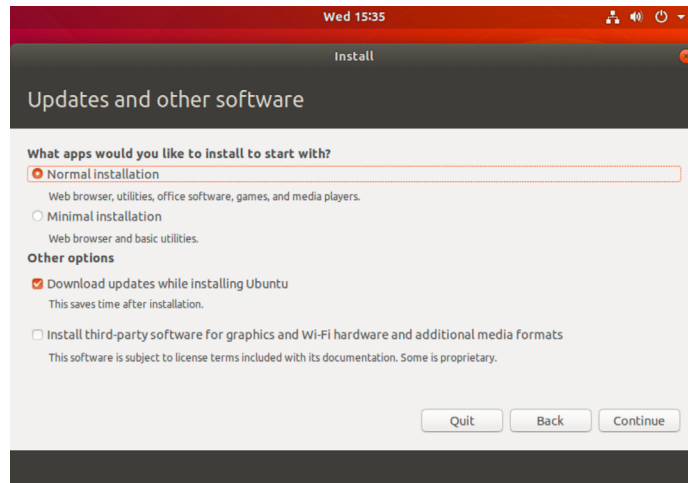 Wed 15:35
Install
Updates and other software
What apps would you like to install to start with?
Normal installation
Web browser, utilities, office software, games, and media players.
Minimal installation
Web browser and basic utilities.
Other options
Download updates while installing Ubuntu
This saves time after installation.
Install third-party software for graphics and Wi-Fi hardware and additional media formats
This software is subject to license terms included with its documentation. Some is proprietary.
Quit Back Continue